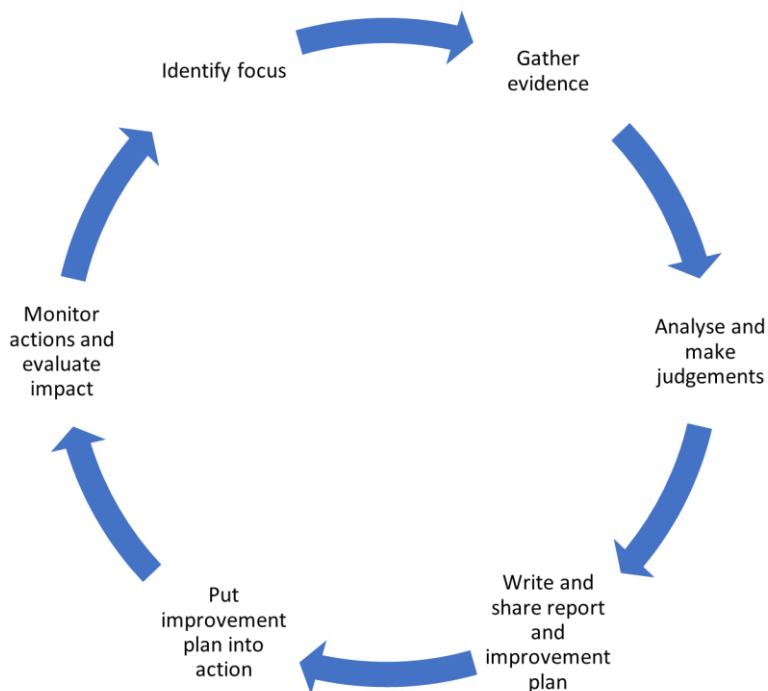 Identify focus
Gather
evidence
Analyse and
make
judgements
Write and
share report
and
improvement
plan
Put
improvement
plan into
action
Monitor
actions and
evaluate
impact